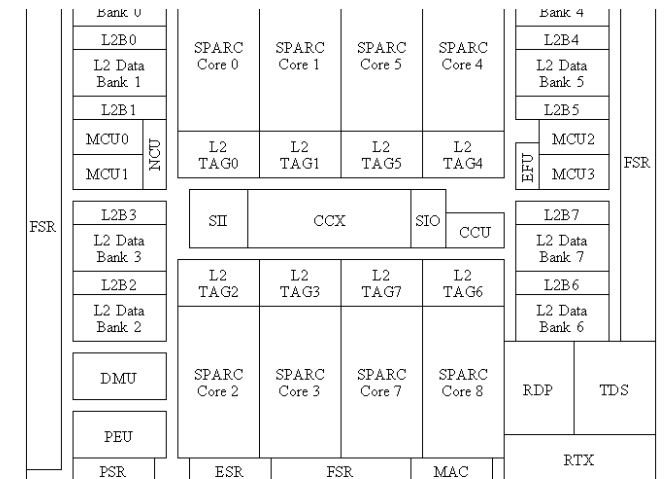 Bank 0
L2B0
L2 Data
Bank 1
L2B1
MCU0
MCU1
NCU
SPARC
Core 0
SPARC
Core 1
SPARC
Core 5
SPARC
Core 4
L2
TAG0
L2
TAG1
L2
TAG5
L2
TAG4
Bank 4
L2B4
L2 Data
Bank 5
L2B5
MCU2
MCU3
EFU
FSR
FSR
SII
CCX
SIO
CCU
L2B3
L2 Data
Bank 3
L2B2
L2 Data
Bank 2
L2
TAG2
L2
TAG3
L2
TAG7
L2
TAG6
L2B7
L2 Data
Bank 7
L2B6
L2 Data
Bank 6
DMU
PEU
SPARC
Core 2
SPARC
Core 3
SPARC
Core 7
SPARC
Core 8
RDP
TDS
RTX
PSR
ESR
FSR
MAC